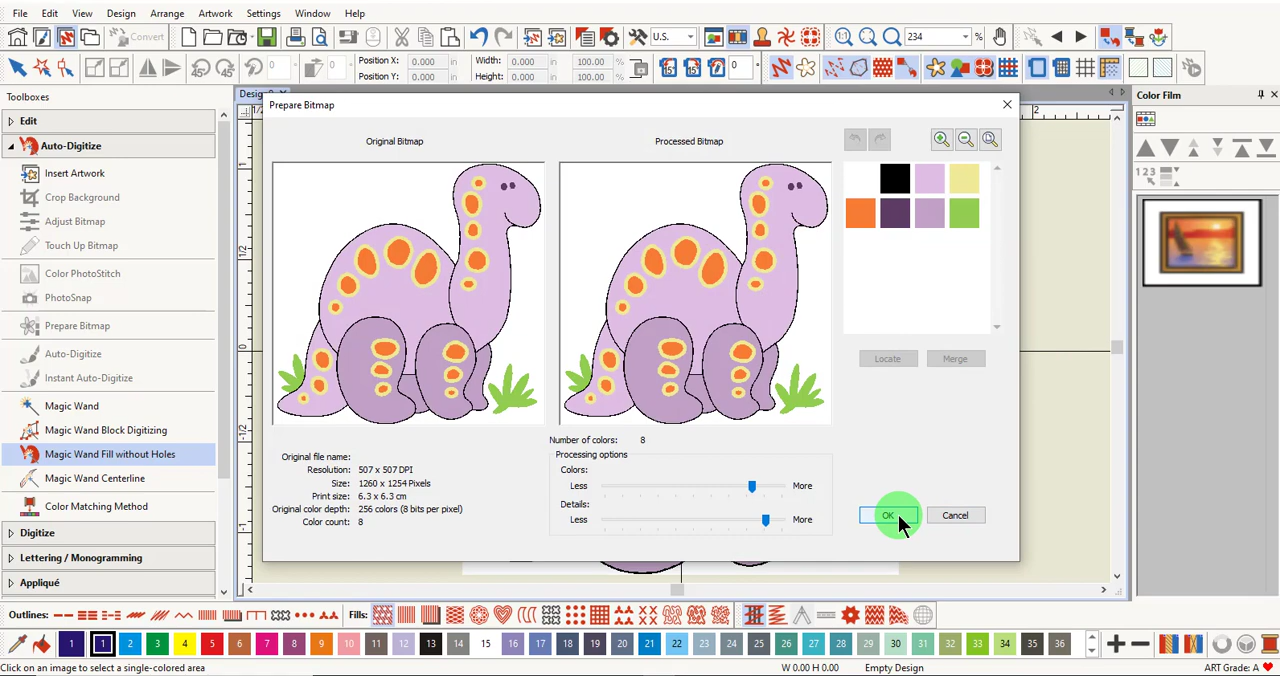 File Edit View Design Arrange Artwork Settings Window Help
Convert U.S. 234 %
Position X: 0.000 in Width: 0.000 in 100.00 %
Position Y: 0.000 in Height: 0.000 in 100.00 %
0 0 15 15 0
Toolboxes
Edit
Auto-Digitize
Insert Artwork
Crop Background
Adjust Bitmap
Touch Up Bitmap
Color PhotoStitch
PhotoSnap
Prepare Bitmap
Auto-Digitize
Instant Auto-Digitize
Magic Wand
Magic Wand Block Digitizing
Magic Wand Fill without Holes
Magic Wand Centerline
Color Matching Method
Digitize
Lettering / Monogramming
Appliqué
Prepare Bitmap
Original Bitmap
Processed Bitmap
Locate
Merge
Original file name:
Resolution: 507 x 507 DPI
Size: 1260 x 1254 Pixels
Print size: 6.3 x 6.3 cm
Original color depth: 256 colors (8 bits per pixel)
Color count: 8
Number of colors: 8
Processing options
Colors:
Less More
Details:
Less More
OK
Cancel
Color Film
1 2 3
Outlines:
Fills:
1 1 2 3 4 5 6 7 8 9 10 11 12 13 14 15 16 17 18 19 20 21 22 23 24 25 26 27 28 29 30 31 32 33 34 35 36
Click on an image to select a single-colored area
W 0.00 H 0.00
Empty Design
ART Grade: A